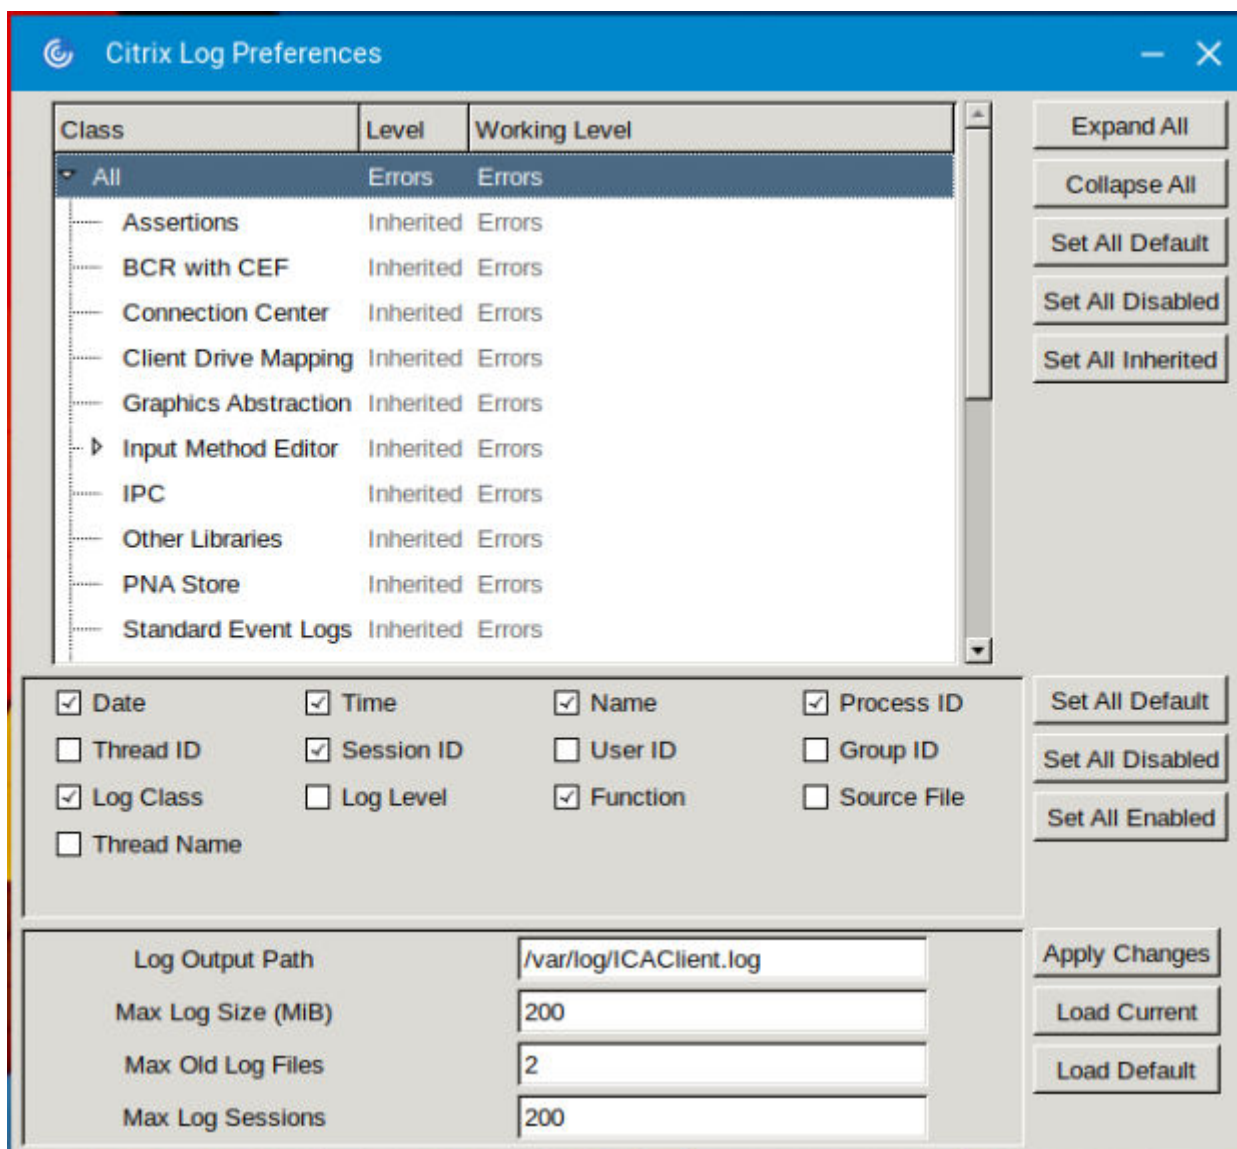 Citrix Log Preferences
Class Level Working Level
Expand All
All Errors Errors
Collapse All
Assertions Inherited Errors
Set All Default
BCR with CEF Inherited Errors
Set All Disabled
Connection Center Inherited Errors
Client Drive Mapping Inherited Errors
Set All Inherited
Graphics Abstraction Inherited Errors
Input Method Editor Inherited Errors
IPC Inherited Errors
Other Libraries Inherited Errors
PNA Store Inherited Errors
Standard Event Logs Inherited Errors
Date Time Name Process ID
Set All Default
Thread ID Session ID User ID Group ID
Set All Disabled
Log Class Log Level Function Source File
Set All Enabled
Thread Name
Log Output Path /var/log/ICAClient.log
Apply Changes
Max Log Size (MiB) 200
Load Current
Max Old Log Files 2
Load Default
Max Log Sessions 200